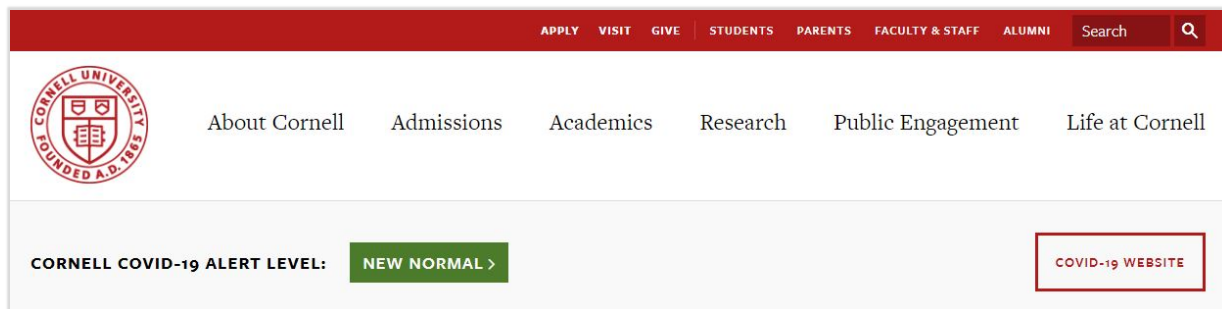 APPLY VISIT GIVE STUDENTS PARENTS FACULTY & STAFF ALUMNI Search
CORNELL UNIVERSITY
FOUNDED A.D. 1865
About Cornell Admissions Academics Research Public Engagement Life at Cornell
CORNELL COVID-19 ALERT LEVEL: NEW NORMAL > COVID-19 WEBSITE